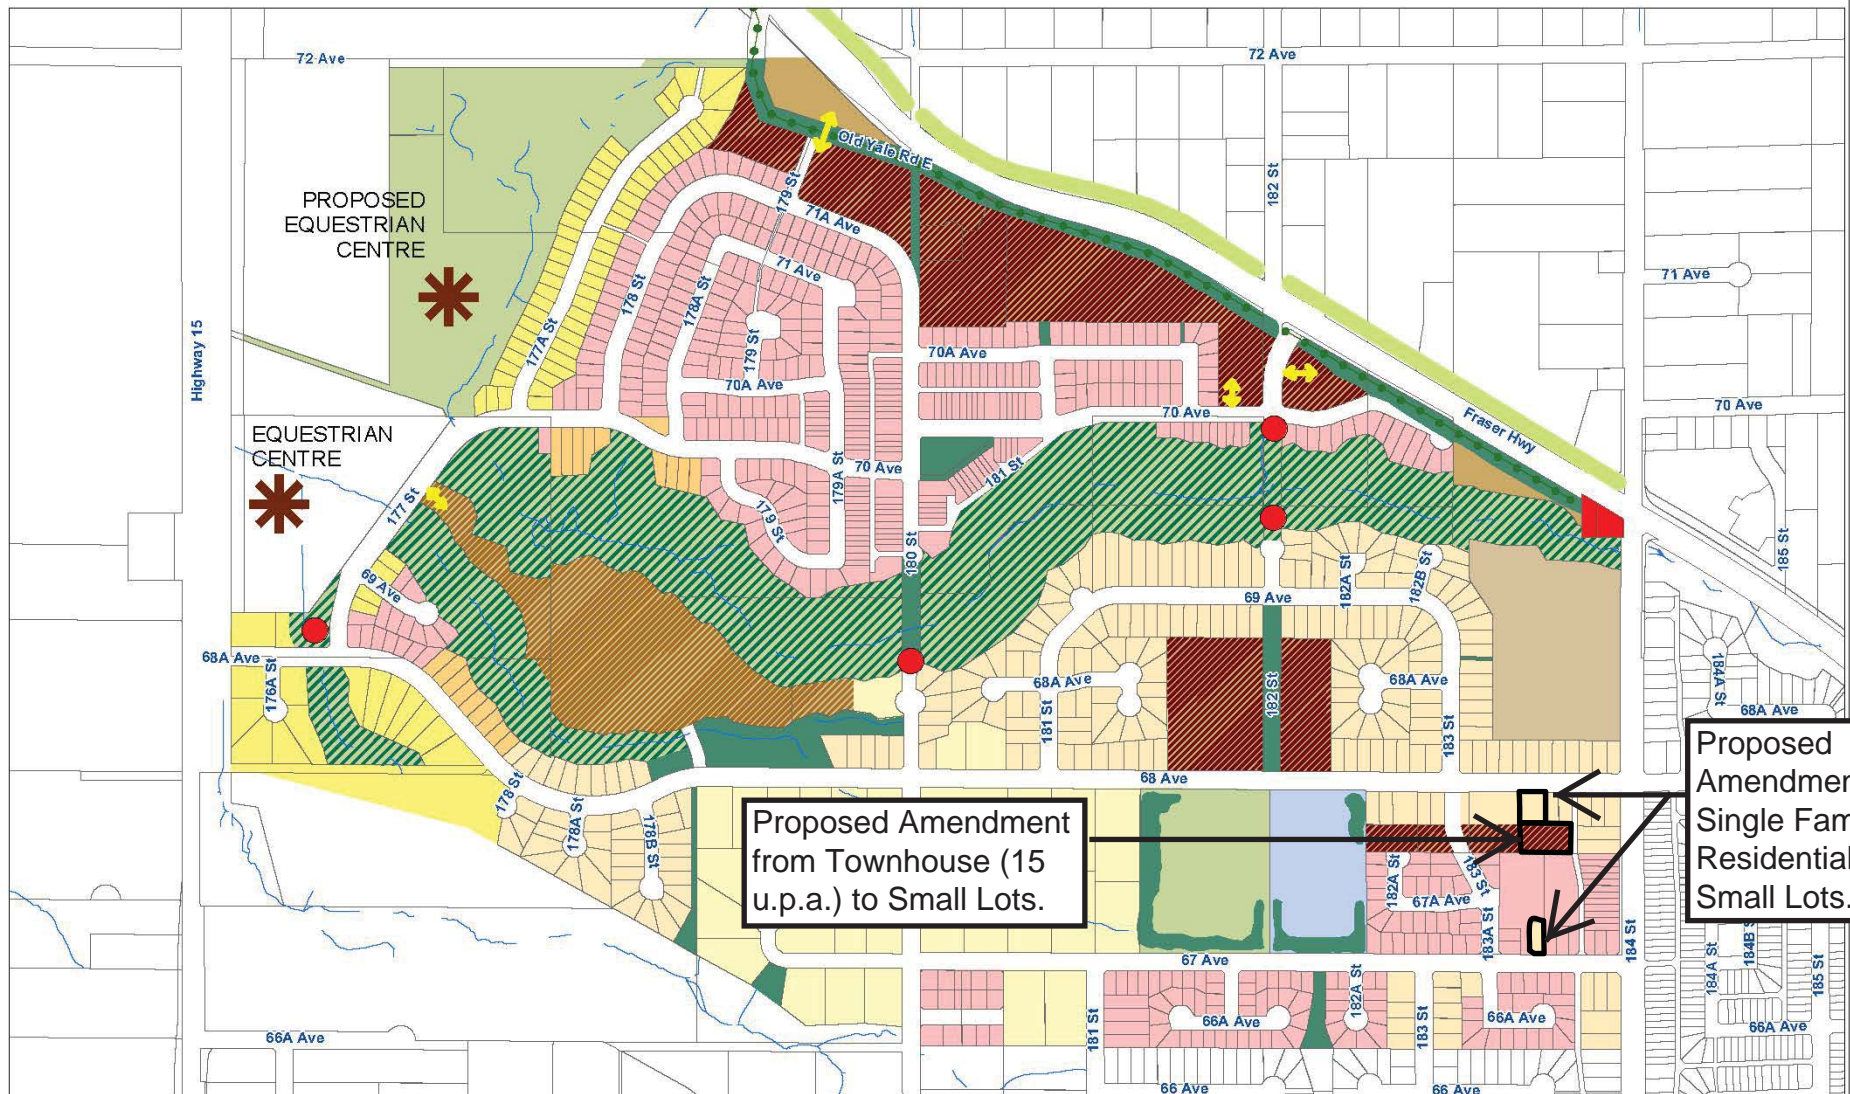 72 Ave
72 Ave
Old Yale Rd E
182 St
PROPOSED
EQUESTRIAN
CENTRE
179 St
71A Ave
71 Ave
71 Ave
178 St
178A St
177A St
179 St
Highway 15
70A Ave
70A Ave
70 Ave
70 Ave
Fraser Hwy
EQUESTRIAN
CENTRE
70 Ave
179A St
181 St
177 St
179 St
180 St
185 St
182A St
182B St
69 Ave
69 Ave
68A Ave
176A St
68A Ave
182 St
68A Ave
184A St
68A Ave
181 St
183 St
68 Ave
178 St
178A St
178B St
Proposed Amendment
from Townhouse (15
u.p.a.) to Small Lots.
Proposed
Amendmen
Single Fam
Residential
Small Lots.
182A St
183 St
67A Ave
183A St
184 St
67 Ave
184A St
184B St
185 St
182A St
66A Ave
181 St
66A Ave
183 St
66A Ave
66A Ave
66 Ave
66 Ave